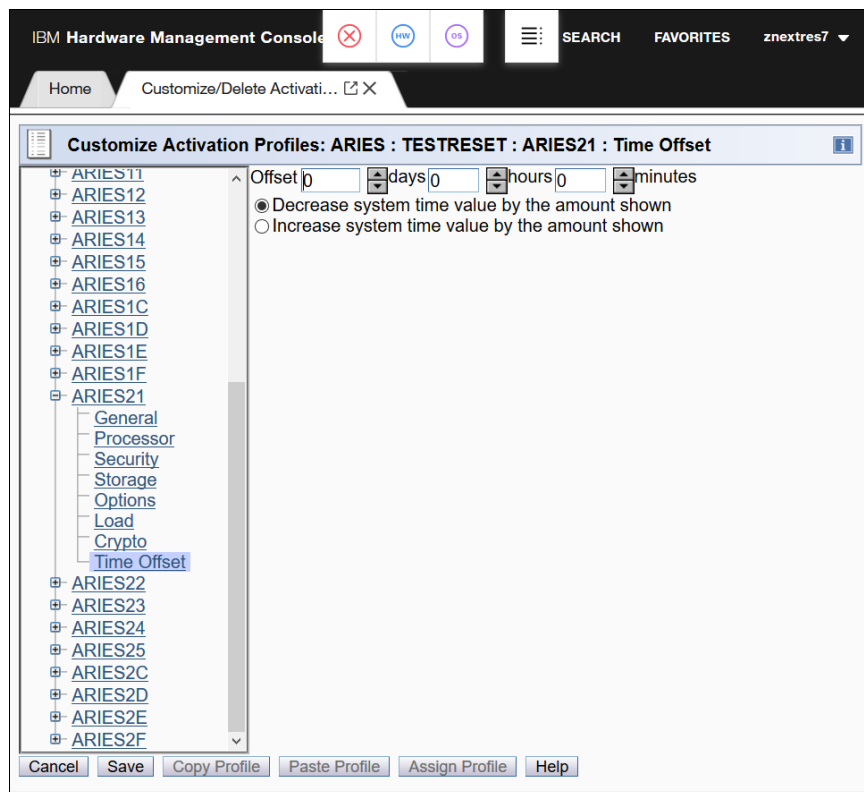 IBM Hardware Management Console
HW
OS
SEARCH
FAVORITES
znextres7
Home
Customize/Delete Activati...
Customize Activation Profiles: ARIES : TESTRESET : ARIES21 : Time Offset
i
ARIES11
ARIES12
ARIES13
ARIES14
ARIES15
ARIES16
ARIES1C
ARIES1D
ARIES1E
ARIES1F
ARIES21
General
Processor
Security
Storage
Options
Load
Crypto
Time Offset
ARIES22
ARIES23
ARIES24
ARIES25
ARIES2C
ARIES2D
ARIES2E
ARIES2F
Offset 0 days 0 hours 0 minutes
Decrease system time value by the amount shown
Increase system time value by the amount shown
Cancel Save Copy Profile Paste Profile Assign Profile Help